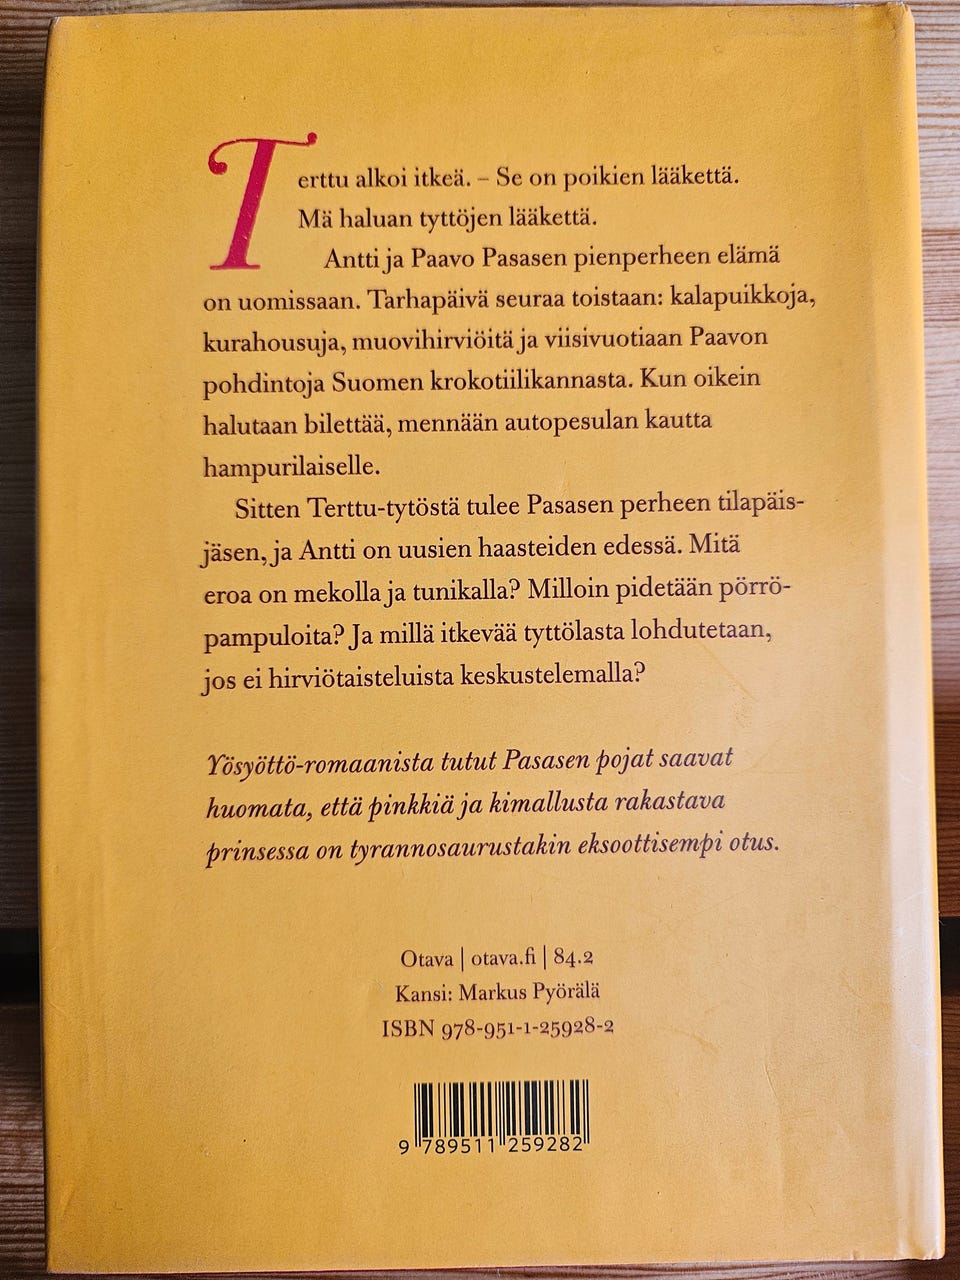 Terttu alkoi itkeä. – Se on poikien lääkettä.
Mä haluan tyttöjen lääkettä.
Antti ja Paavo Pasasen pienperheen elämä
on uomissaan. Tarhapäivä seuraa toistaan: kalapuikkoja,
kurahousuja, muovihirviöitä ja viisivuotiaan Paavon
pohdintoja Suomen krokotiilikannasta. Kun oikein
halutaan bilettää, mennään autopesulan kautta
hampurilaiselle.
Sitten Terttu-tytöstä tulee Pasasen perheen tilapäis-
jäsen, ja Antti on uusien haasteiden edessä. Mitä
eroa on mekolla ja tunikalla? Milloin pidetään pörrö-
pampuloita? Ja millä itkevää tyttölasta lohdutetaan,
jos ei hirviötaisteluista keskustelemalla?
Yösyöttö-romaanista tutut Pasasen pojat saavat
huomata, että pinkkiä ja kimallusta rakastava
prinsessa on tyrannosaurustakin eksoottisempi otus.
Otava | otava.fi | 84.2
Kansi: Markus Pyörälä
ISBN 978-951-1-25928-2
9 789511 259282